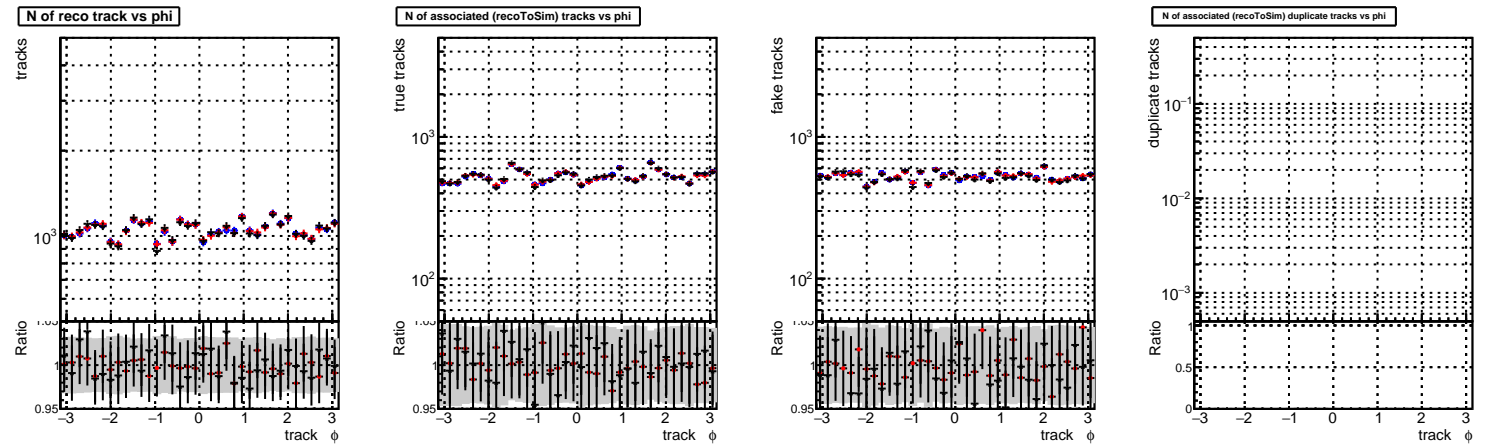 N of reco track vs phi
tracks
10³
Ratio
1
0.95
−3 −2 −1 0 1 2 3
track φ
N of associated (recoToSim) tracks vs phi
true tracks
10³
10²
Ratio
1
0.95
−3 −2 −1 0 1 2 3
track φ
fake tracks
10³
10²
Ratio
1
0.95
−3 −2 −1 0 1 2 3
track φ
N of associated (recoToSim) duplicate tracks vs phi
duplicate tracks
10⁻¹
10⁻²
10⁻³
Ratio
1
0.5
0
−3 −2 −1 0 1 2 3
track φ